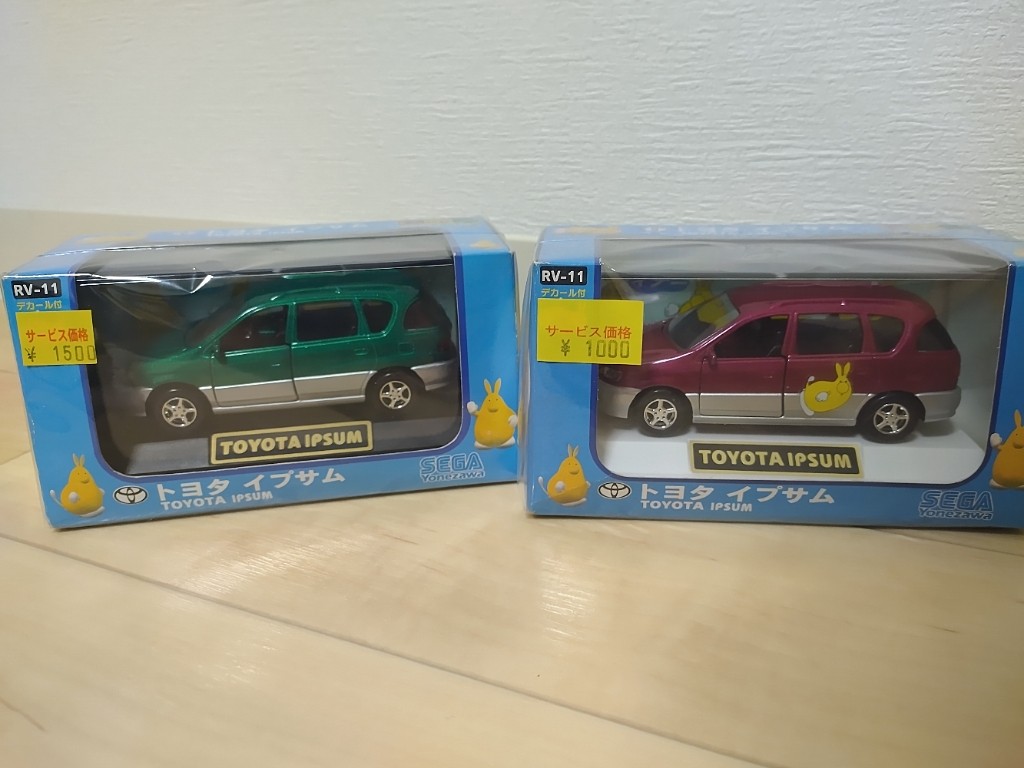 RV-11
デカール付
サービス価格
¥ 1500
TOYOTA IPSUM
トヨタ イプサム
TOYOTA IPSUM
SEGA
Yonezawa
RV-11
デカール付
サービス価格
¥ 1000
TOYOTA IPSUM
トヨタ イプサム
TOYOTA IPSUM
SEGA
Yonezawa